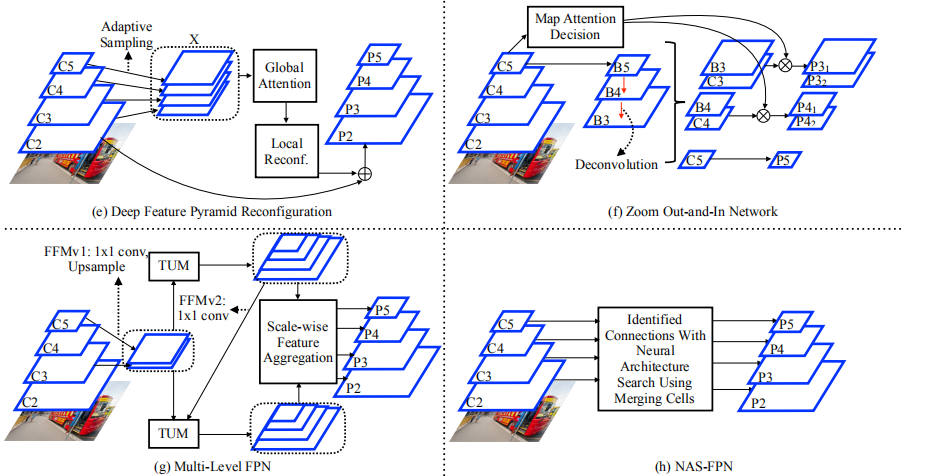 Adaptive
Sampling
X
C5
C4
C3
C2
Global
Attention
Local
Reconf.
P5
P4
P3
P2
(e) Deep Feature Pyramid Reconfiguration
Map Attention
Decision
C5
C4
C3
C2
B5
B4
B3
Deconvolution
B3
C3
B4
C4
C5
P3₁
P3₂
P4₁
P4₂
P5
(f) Zoom Out-and-In Network
FFMv1: 1x1 conv,
Upsample
TUM
FFMv2:
1x1 conv
C5
C4
C3
C2
TUM
Scale-wise
Feature
Aggregation
P5
P4
P3
P2
(g) Multi-Level FPN
C5
C4
C3
C2
Identified
Connections With
Neural
Architecture
Search Using
Merging Cells
P5
P4
P3
P2
(h) NAS-FPN